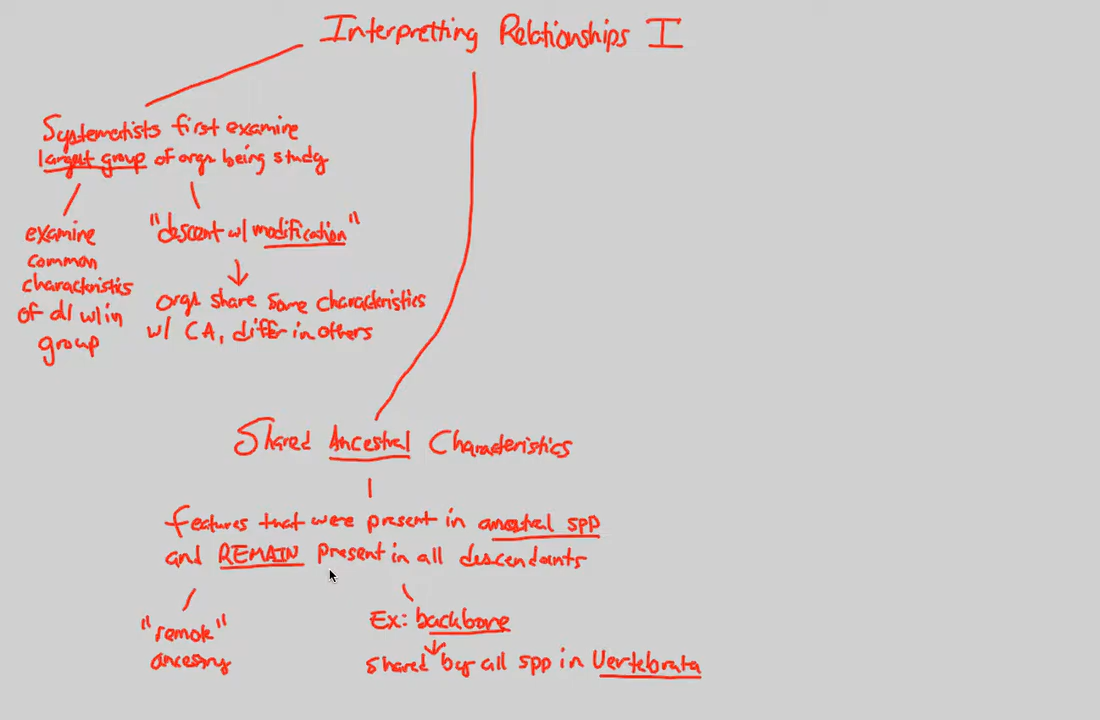 Interpretting Relationships I
Systematists first examine
largest group of orgs being study
examine
common
characteristics
of all w/in
group
"descent w/ modification"
orgs share some characteristics
w/ CA, differ in others
Shared Ancestral Characteristics
features that were present in ancestral spp
and REMAIN present in all descendants
"remote"
ancestry
Ex: backbone
shared by all spp in Vertebrata